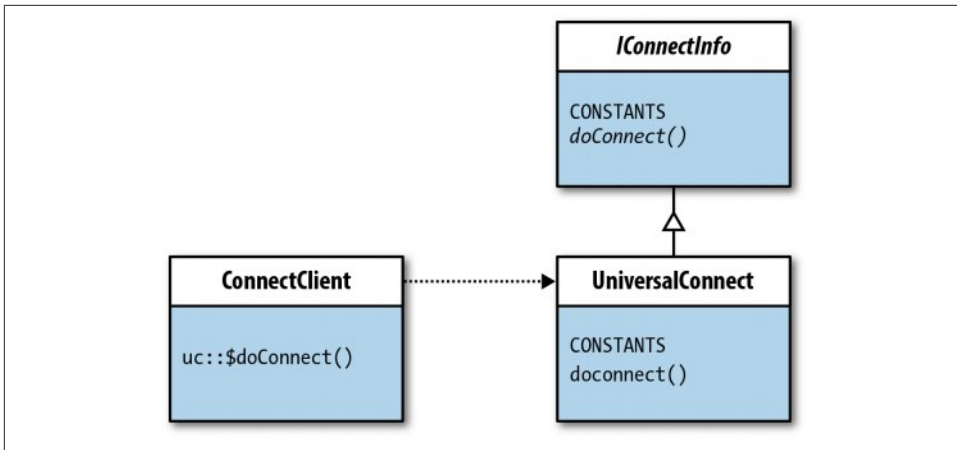 IConnectInfo
CONSTANTS
doConnect()
ConnectClient
uc::$doConnect()
UniversalConnect
CONSTANTS
doconnect()